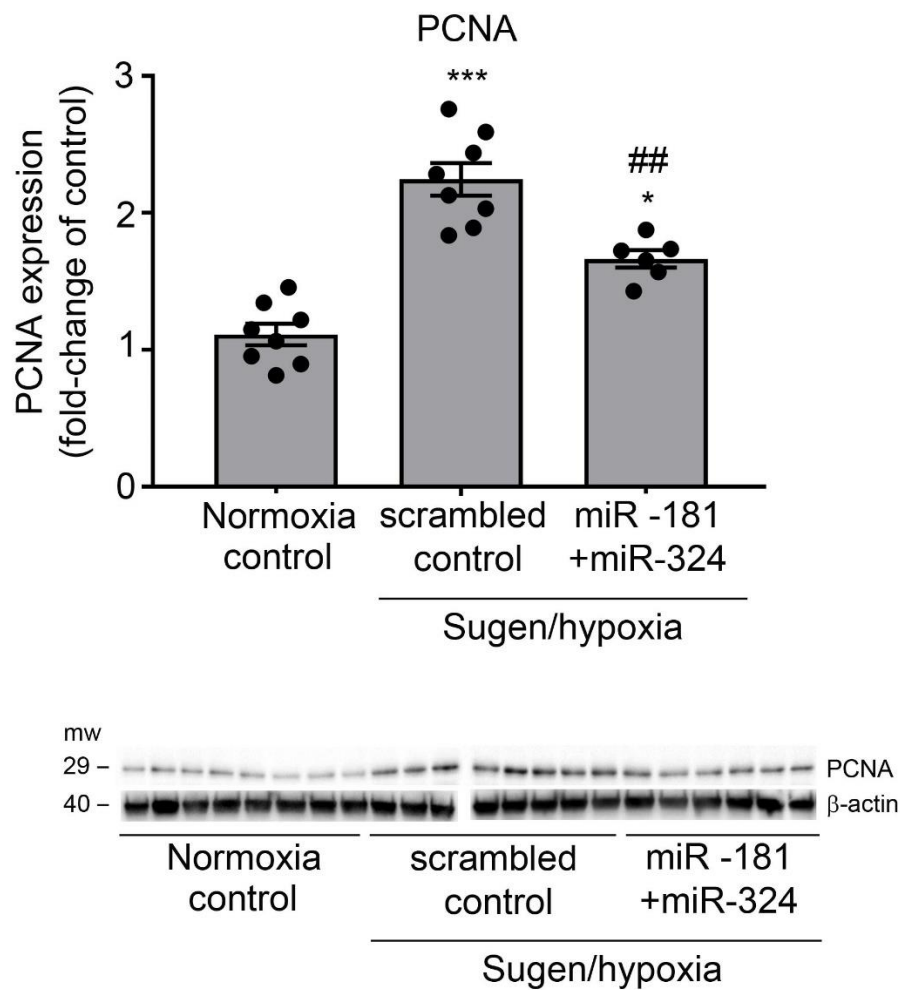 PCNA
***
##
*
PCNA expression
(fold-change of control)
3
2
1
0
Normoxia
control
scrambled
control
miR -181
+miR-324
Sugen/hypoxia
mw
29 –
PCNA
40 –
β-actin
Normoxia
control
scrambled
control
miR -181
+miR-324
Sugen/hypoxia